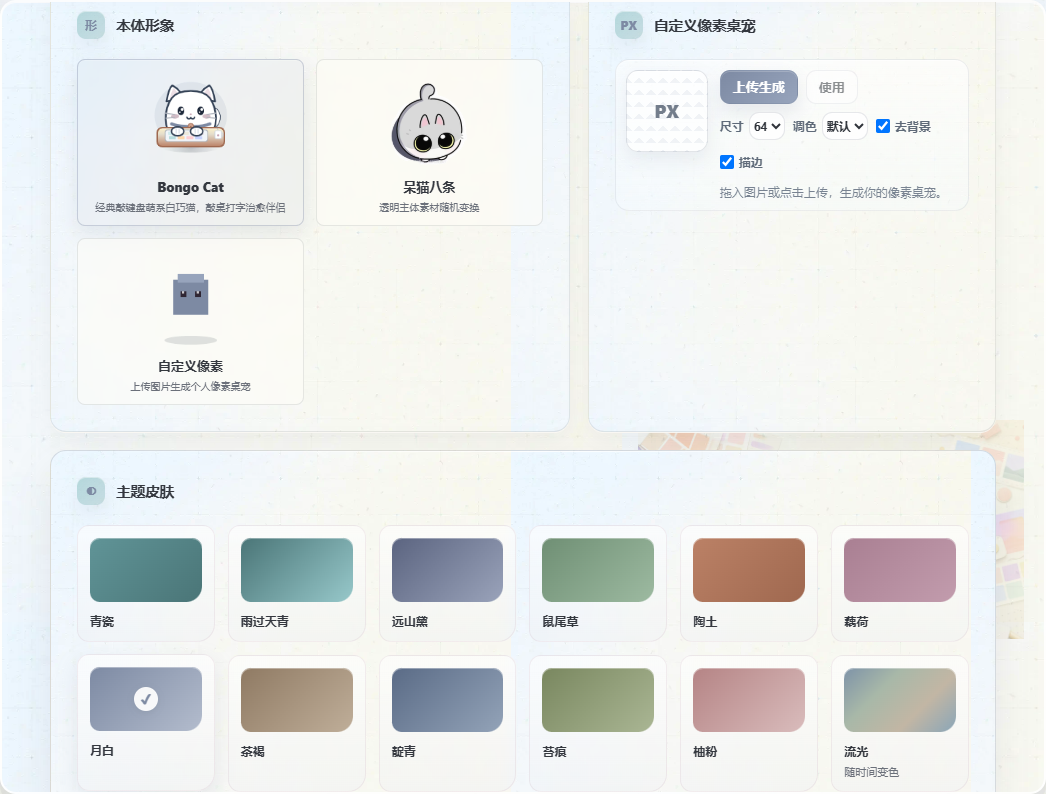 形 本体形象
Bongo Cat
经典敲键盘萌系白巧猫，敲桌打字治愈伴侣
呆猫八条
透明主体素材随机变换
自定义像素
上传图片生成个人像素桌宠
PX 自定义像素桌宠
PX
上传生成 使用
尺寸 64 调色 默认 去背景
描边
拖入图片或点击上传，生成你的像素桌宠。
主题皮肤
青瓷 雨过天青 远山黛 鼠尾草 陶土 藕荷
月白 茶褐 靛青 苔痕 柚粉 流光
随时间变色